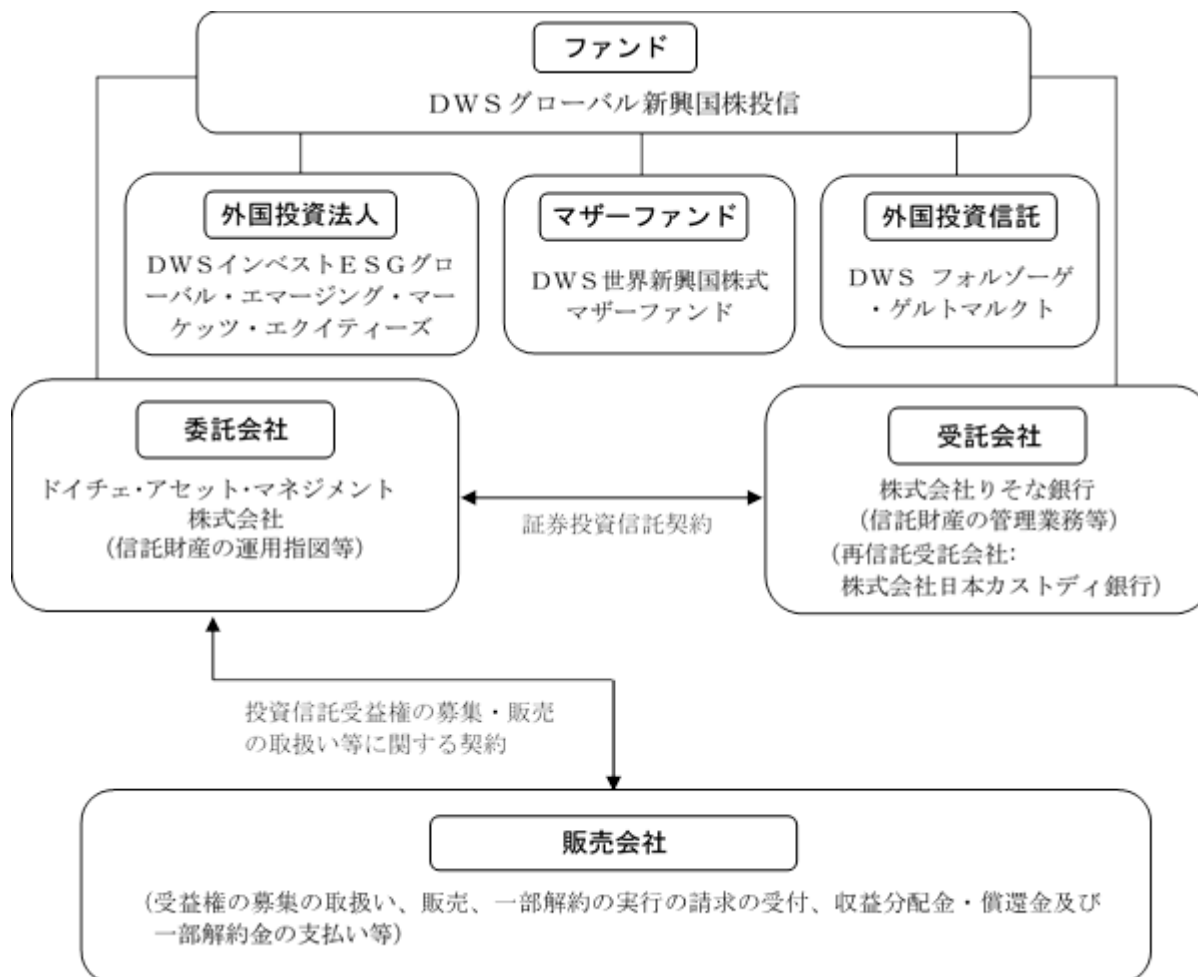 ファンド
DWSグローバル新興国株投信
外国投資法人
DWSインベストESGグロ
ーバル・エマージング・マー
ケッツ・エクイティーズ
マザーファンド
DWS世界新興国株式
マザーファンド
外国投資信託
DWS フォルゾーゲ
・ゲルトマルクト
委託会社
ドイチェ・アセット・マネジメント
株式会社
(信託財産の運用指図等)
証券投資信託契約
受託会社
株式会社りそな銀行
(信託財産の管理業務等)
(再信託受託会社:
株式会社日本カストディ銀行)
投資信託受益権の募集・販売
の取扱い等に関する契約
販売会社
(受益権の募集の取扱い、販売、一部解約の実行の請求の受付、収益分配金・償還金及び
一部解約金の支払い等)